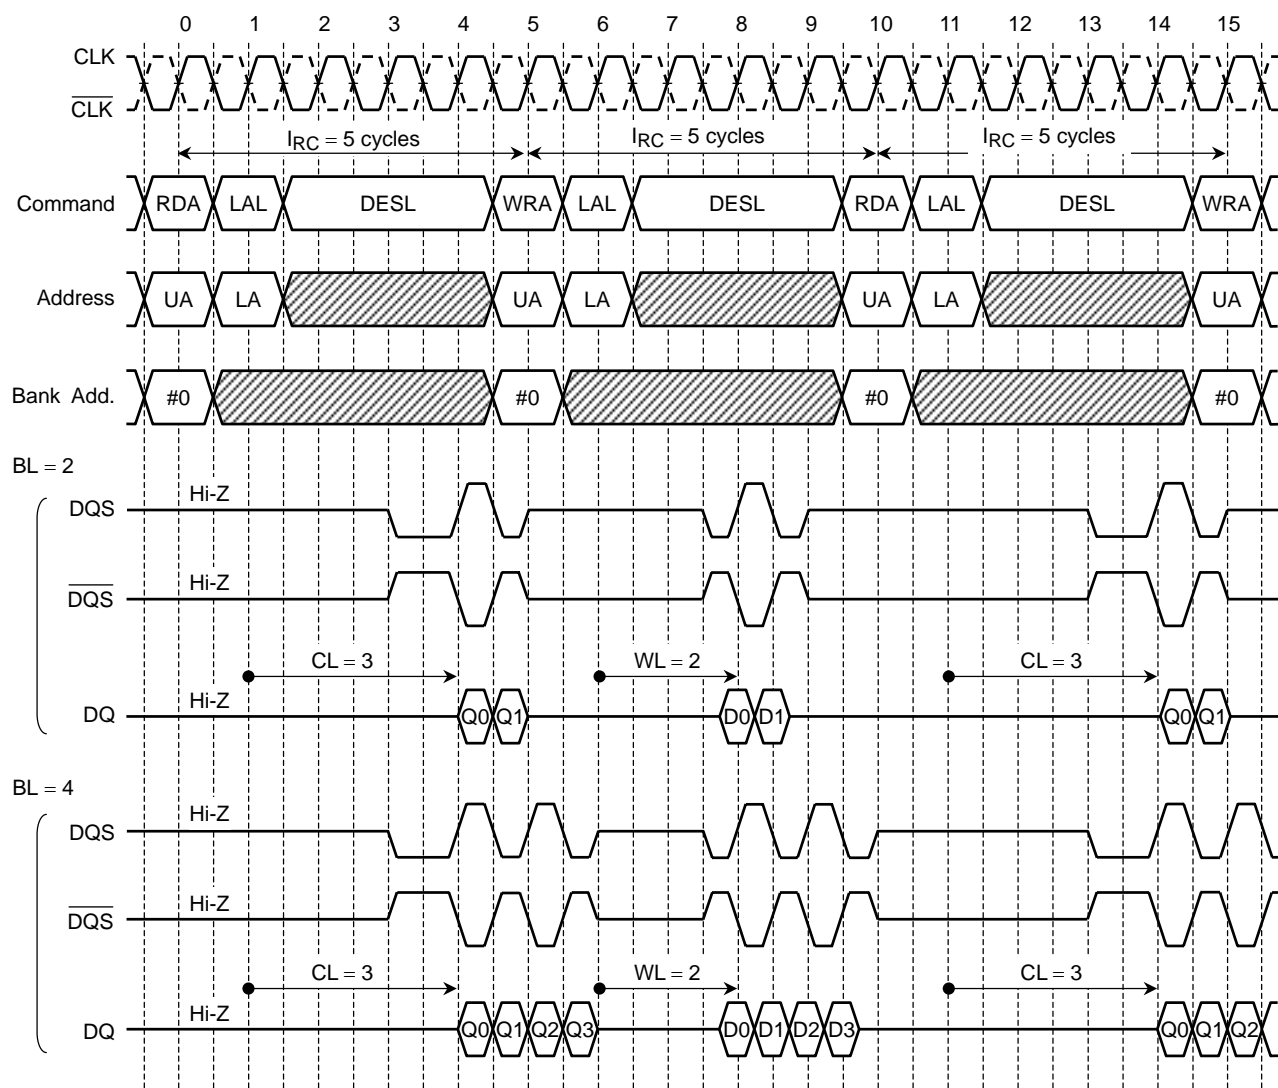 0 1 2 3 4 5 6 7 8 9 10 11 12 13 14 15
CLK
CLK
IRC = 5 cycles IRC = 5 cycles IRC = 5 cycles
Command RDA LAL DESL WRA LAL DESL RDA LAL DESL WRA
Address UA LA UA LA UA LA UA
Bank Add. #0 #0 #0 #0
BL = 2
Hi-Z
DQS
Hi-Z
DQS
CL = 3 WL = 2 CL = 3
Hi-Z
DQ Q0 Q1 D0 D1 Q0 Q1
BL = 4
Hi-Z
DQS
Hi-Z
DQS
CL = 3 WL = 2 CL = 3
Hi-Z
DQ Q0 Q1 Q2 Q3 D0 D1 D2 D3 Q0 Q1 Q2